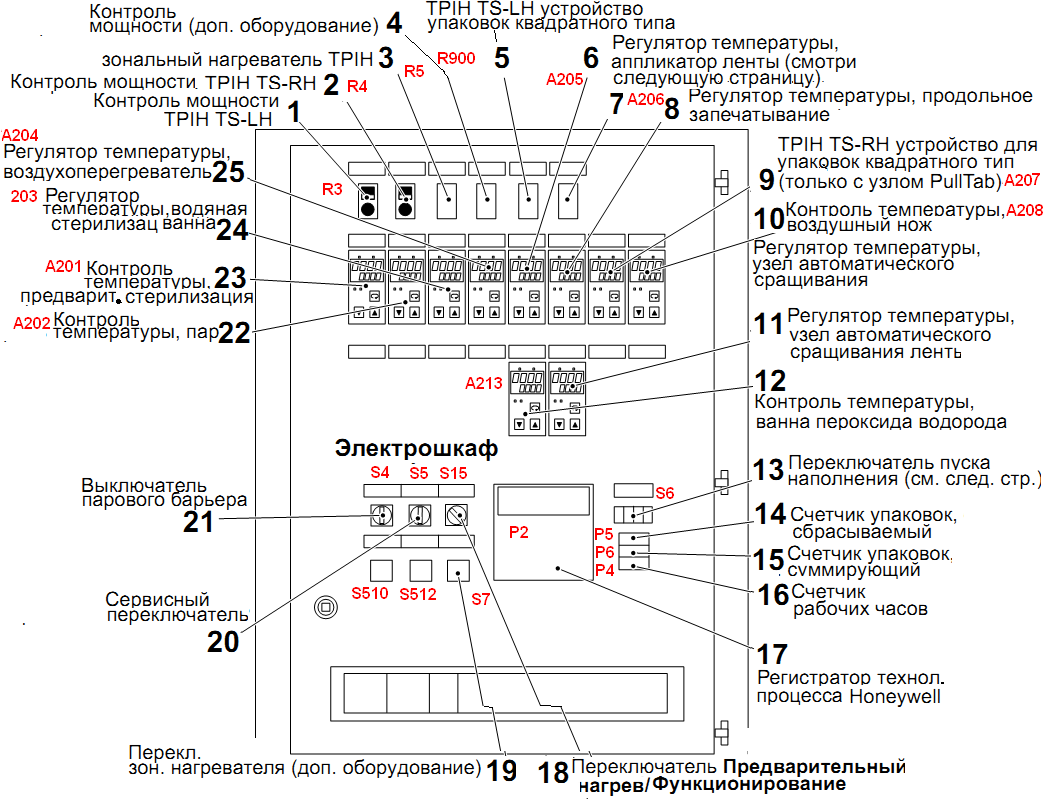 Контроль
мощности (доп. оборудование) 4
ТРІН TS-LH устройство
упаковок квадратного типа
5
зональный нагреватель ТРІН 3
R5
R900
6 Регулятор температуры,
аппликатор ленты (смотри
следующую страницу).
A205
Контроль мощности ТРІН TS-RH 2 R4
Контроль мощности 1
ТРІН TS-LH
7 A206 8 Регулятор температуры, продольное
запечатывание
A204
Регулятор температуры,
воздухоперегреватель 25
R3
ТРІН TS-RH устройство для
упаковок квадратного тип
9 (только с узлом PullTab) A207
203 Регулятор
температуры,водяная
стерилизац ванна 24
10 Контроль температуры, A208
воздушный нож
Регулятор температуры,
узел автоматического
сращивания
A201 Контроль
температуры, 23
предварит. стерилизация
A202 Контроль
температуры, пар 22
11 Регулятор температуры,
узел автоматического
сращивания ленть
A213
12
Контроль температуры,
ванна пероксида водорода
Электрошкаф
S4 S5 S15
13 Переключатель пуска
наполнения (см. след. стр.)
S6
Выключатель
парового барьера
21
P2
P5
P6
P4
14 Счетчик упаковок,
сбрасываемый
15 Счетчик упаковок.
суммирующий
16 Счетчик
рабочих часов
S510 S512 S7
Сервисный
переключатель
20
17
Регистратор технол.
процесса Honeywell
Перекл.
зон. нагревателя (доп. оборудование) 19
18 Переключатель Предварительный
нагрев/Функционирование